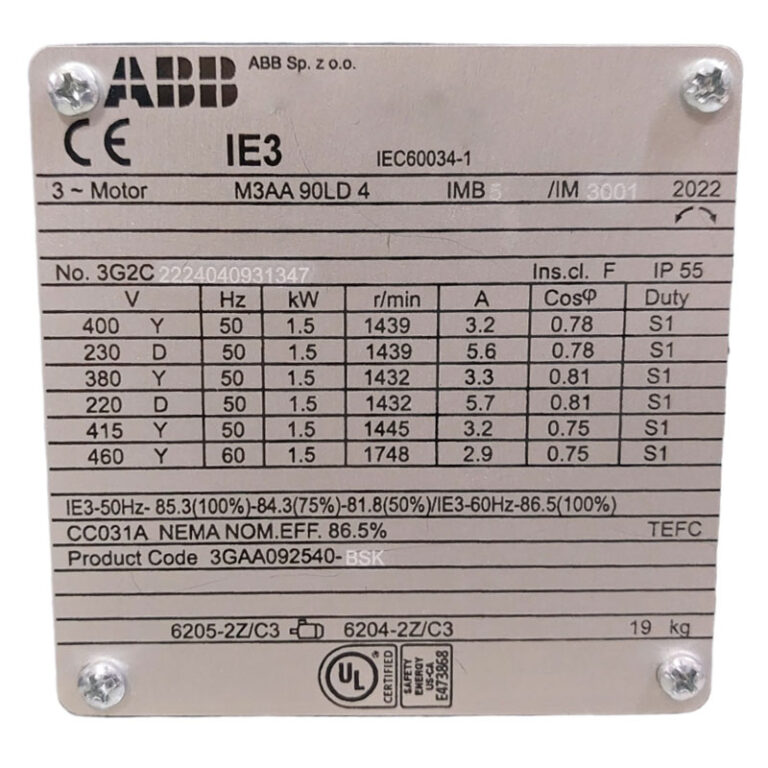 ABB ABB Sp. z o.o.
CE IE3 IEC60034-1
3 ~ Motor M3AA 90LD 4 IMB5 /IM 3001 2022
No. 3G2C2224040931347 Ins.cl. F IP 55
V Hz kW r/min A Cosφ Duty
400 Y 50 1.5 1439 3.2 0.78 S1
230 D 50 1.5 1439 5.6 0.78 S1
380 Y 50 1.5 1432 3.3 0.81 S1
220 D 50 1.5 1432 5.7 0.81 S1
415 Y 50 1.5 1445 3.2 0.75 S1
460 Y 60 1.5 1748 2.9 0.75 S1
IE3-50Hz- 85.3(100%)-84.3(75%)-81.8(50%)/IE3-60Hz-86.5(100%)
CC031A NEMA NOM.EFF. 86.5% TEFC
Product Code 3GAA092540-BSK
6205-2Z/C3 6204-2Z/C3 19 kg
UL ® CERTIFIED
SAFETY
ENERGY
US-CA
E473868